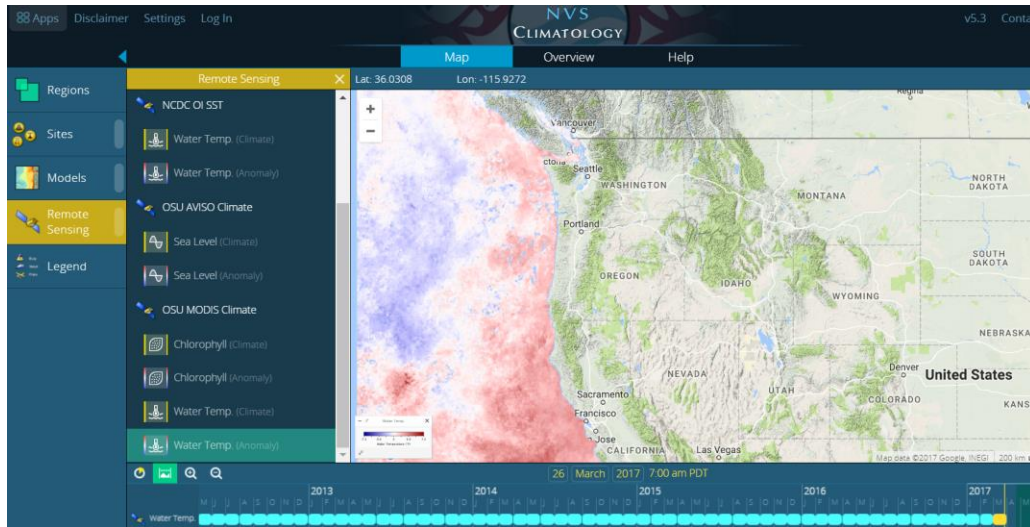 Apps Disclaimer Settings Log In
NVS
CLIMATOLOGY
v5.3 Conta
Map Overview Help
Regions
Sites
Models
Remote
Sensing
Legend
Remote Sensing
NCDC OI SST
Water Temp. (Climate)
Water Temp. (Anomaly)
OSU AVISO Climate
Sea Level (Climate)
Sea Level (Anomaly)
OSU MODIS Climate
Chlorophyll (Climate)
Chlorophyll (Anomaly)
Water Temp. (Climate)
Water Temp. (Anomaly)
Lat: 36.0308 Lon: -115.9272
+
−
Regina
Vancouver
Seattle
WASHINGTON
MONTANA
NORTH
DAKOTA
Portland
SOUTH
DAKOTA
OREGON
IDAHO
WYOMING
NEBRASKA
NEVADA
UTAH
Denver
United States
COLORADO
KANS
Sacramento
Francisco
Jose
CALIFORNIA
Las Vegas
Water Temp.
Map data ©2017 Google, INEGI 200 km
26 March 2017 7:00 am PDT
2013 2014 2015 2016 2017
Water Temp.